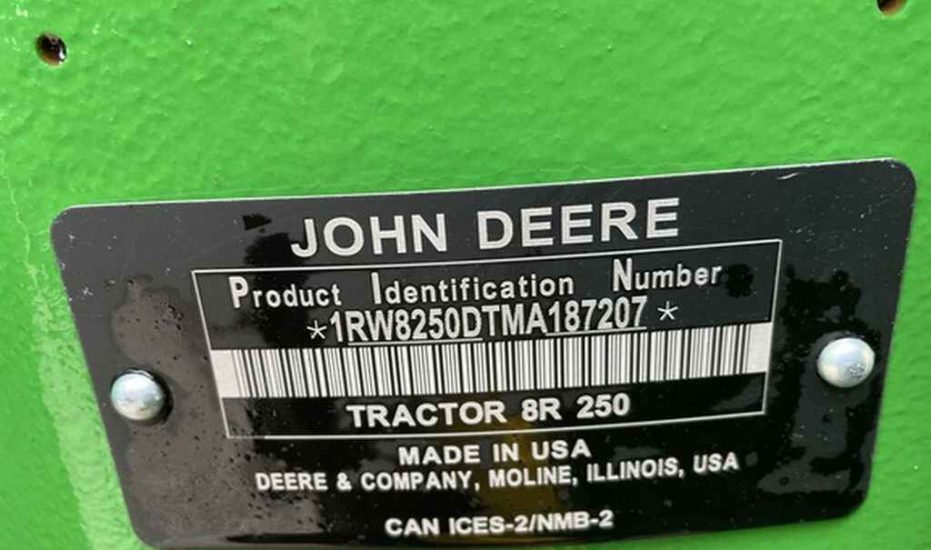 JOHN DEERE
Product Identification Number
*1RW8250DTMA187207*
TRACTOR 8R 250
MADE IN USA
DEERE & COMPANY, MOLINE, ILLINOIS, USA
CAN ICES-2/NMB-2